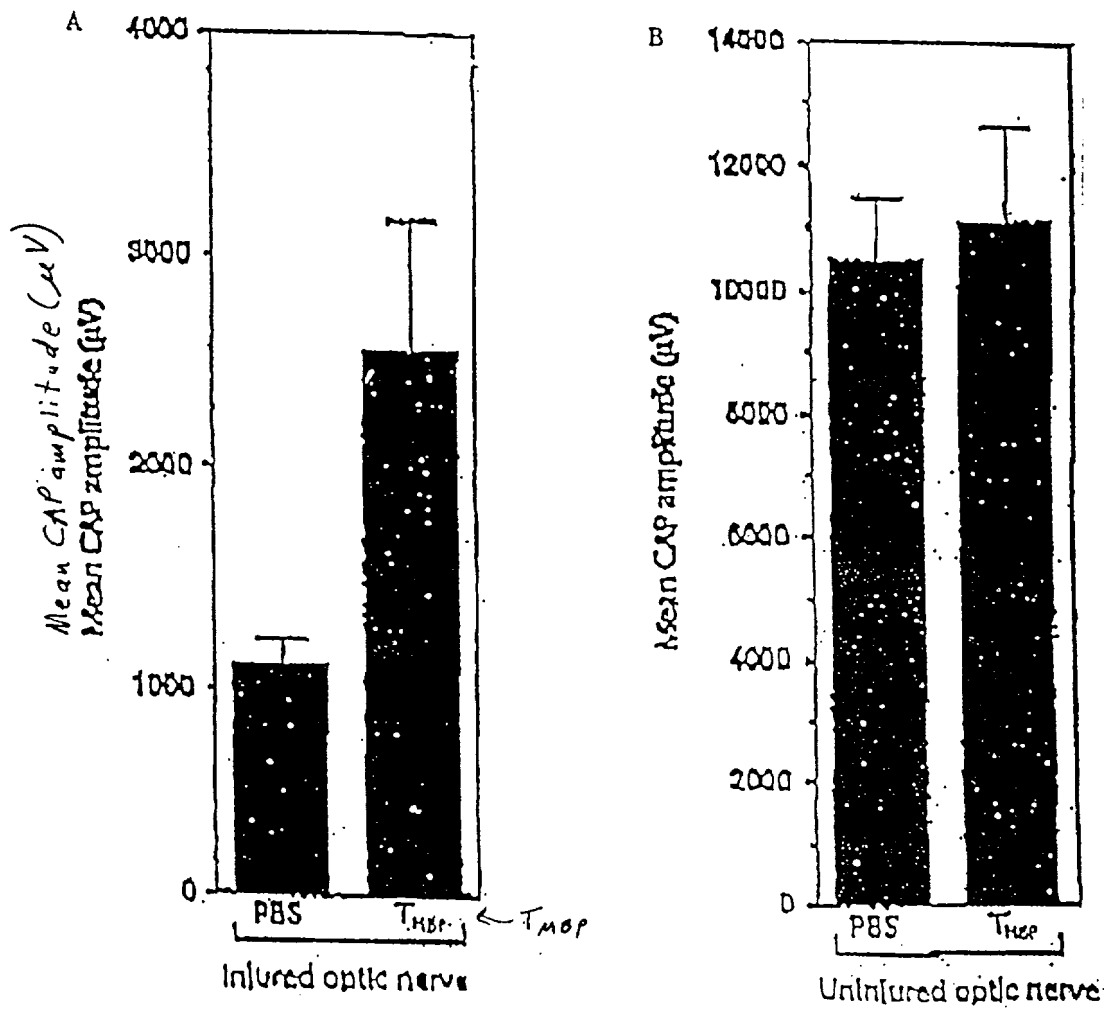 A
4000
3000
2000
1000
0
Mean CAP amplitude (μV)
Mean CAP amplitude (μV)
PBS
TMBP
← TMBP
Injured optic nerve
B
14000
12000
10000
8000
6000
4000
2000
0
Mean CAP amplitude (μV)
PBS
TMBP
Uninjured optic nerve